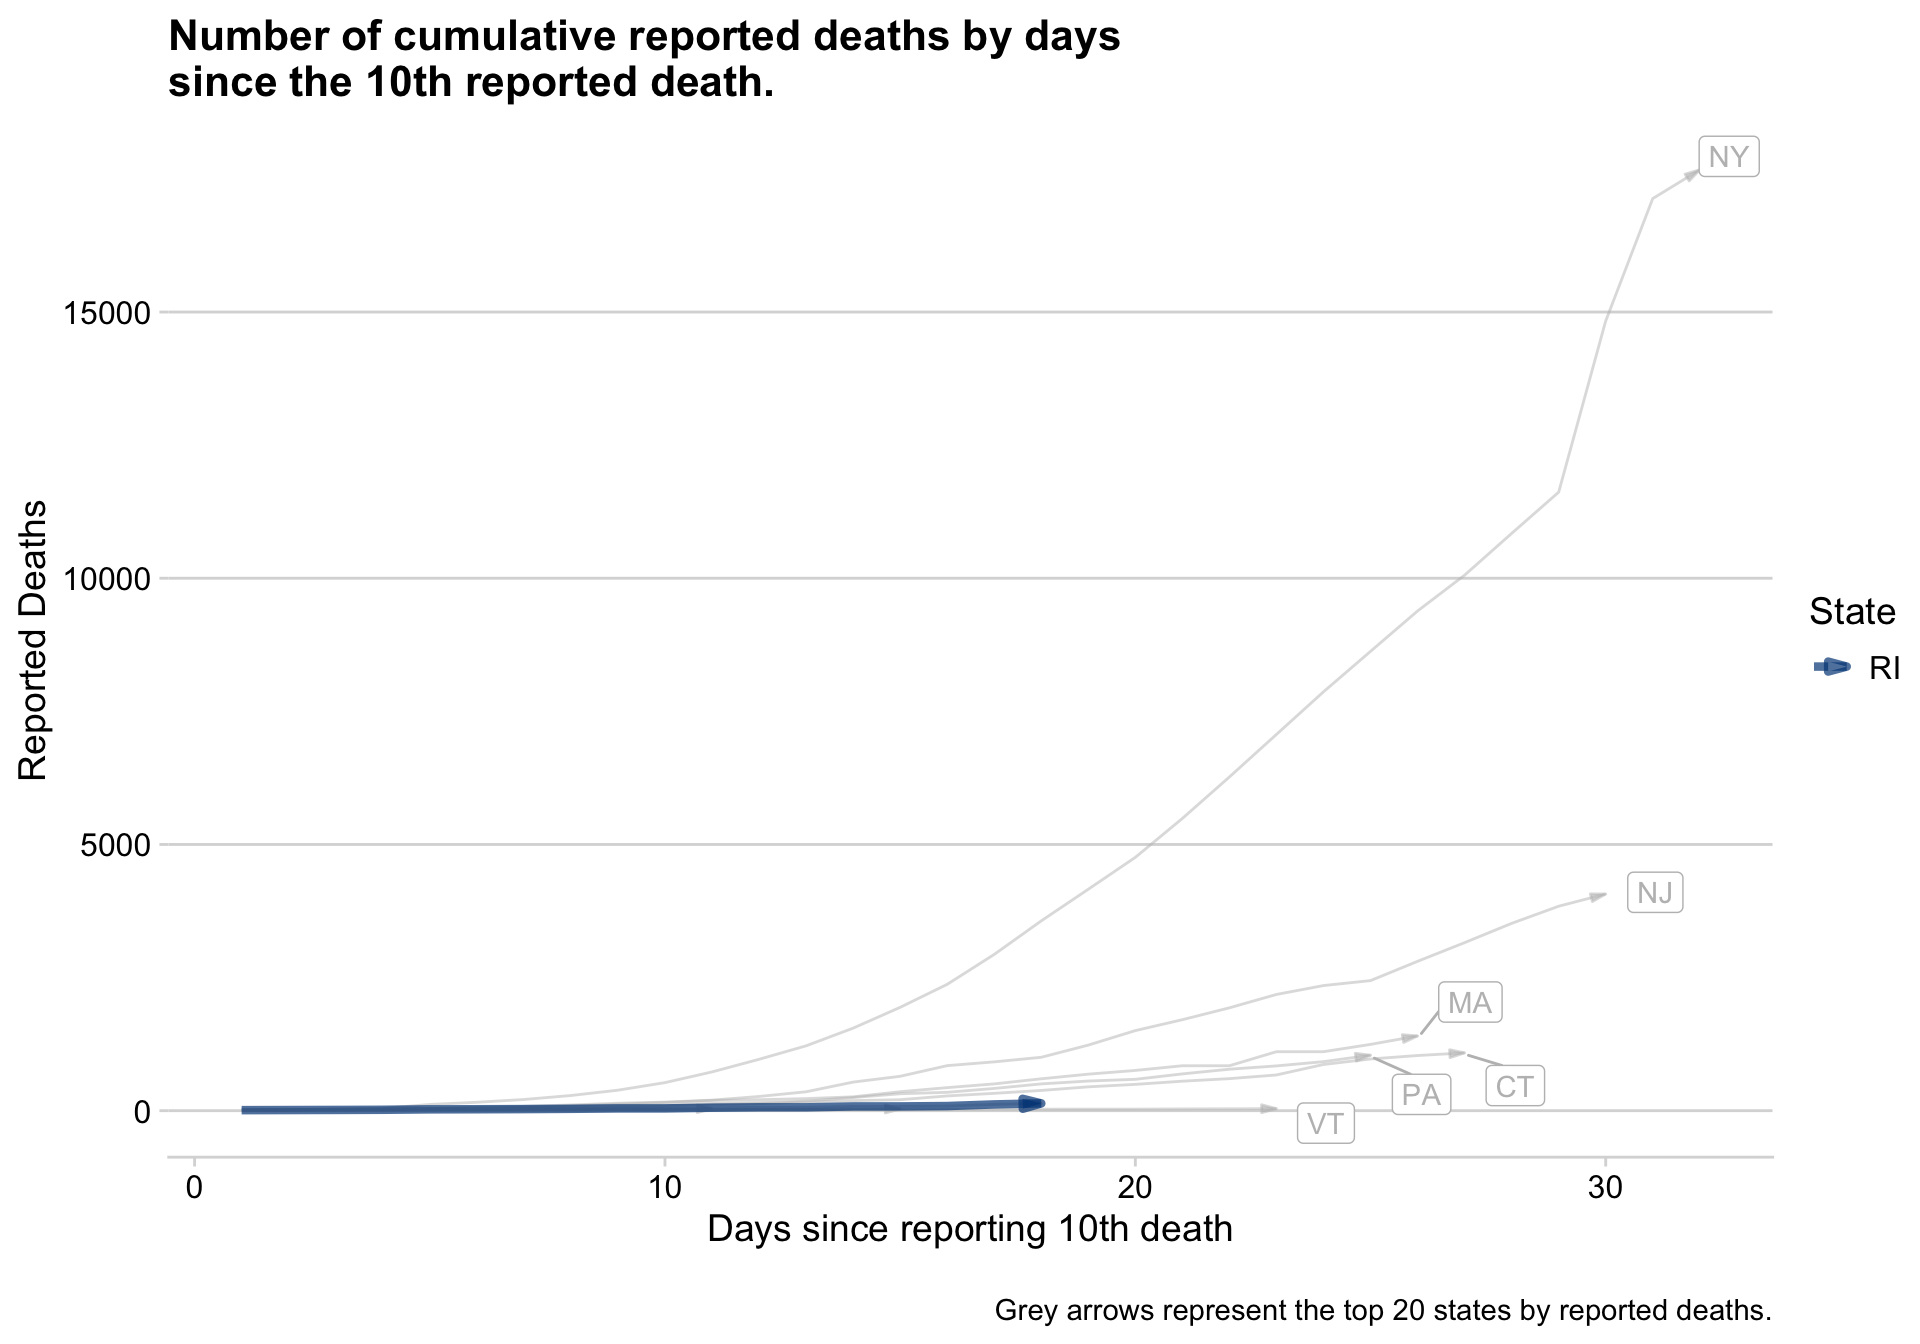 Number of cumulative reported deaths by days
since the 10th reported death.
NY
15000
10000
5000
0
Reported Deaths
NJ
MA
PA
CT
VT
State
RI
0 10 20 30
Days since reporting 10th death
Grey arrows represent the top 20 states by reported deaths.